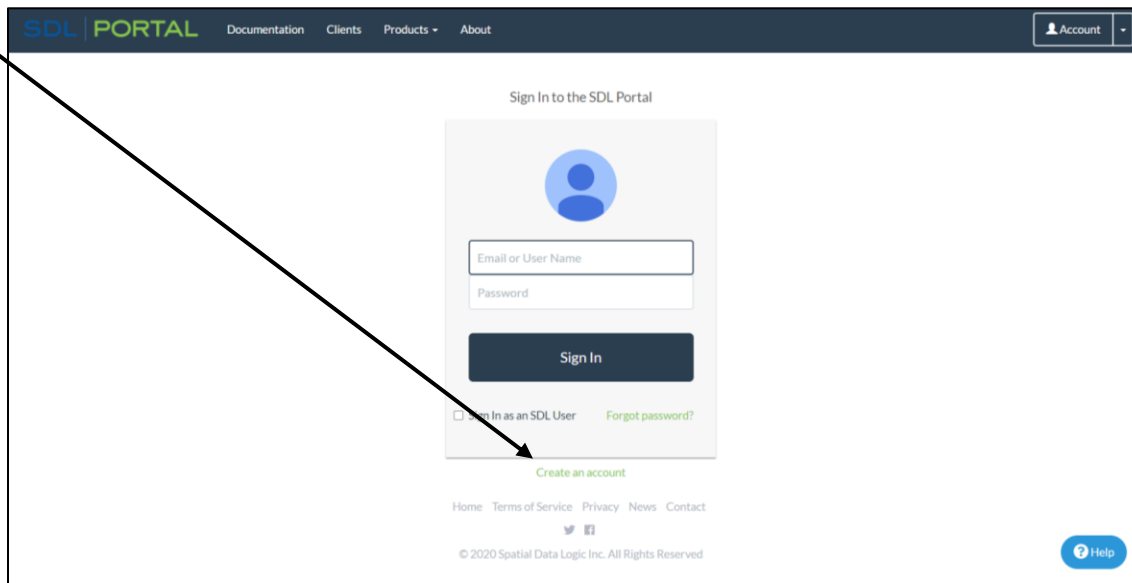 SDL PORTAL Documentation Clients Products About Account
Sign In to the SDL Portal
Email or User Name
Password
Sign In
Sign In as an SDL User Forgot password?
Create an account
Home Terms of Service Privacy News Contact
© 2020 Spatial Data Logic Inc. All Rights Reserved
Help